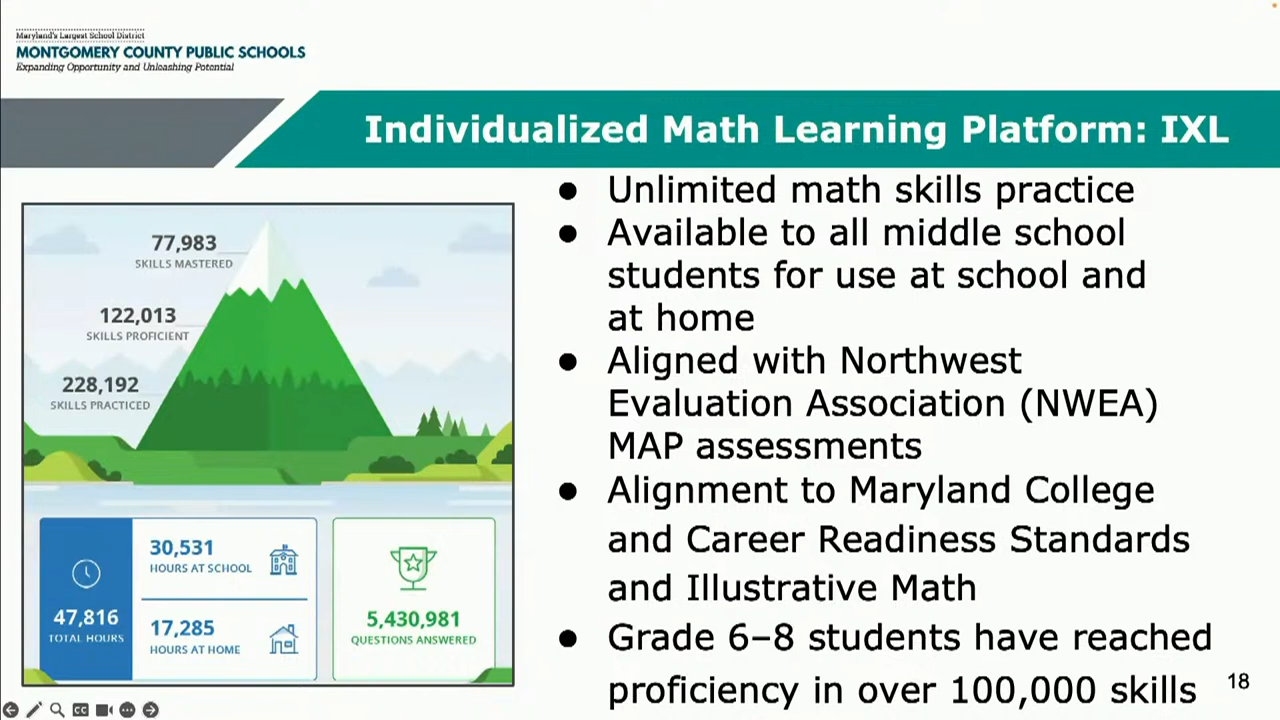 Maryland's Largest School District
MONTGOMERY COUNTY PUBLIC SCHOOLS
Expanding Opportunity and Unleashing Potential
Individualized Math Learning Platform: IXL
77,983
SKILLS MASTERED
122,013
SKILLS PROFICIENT
228,192
SKILLS PRACTICED
47,816
TOTAL HOURS
30,531
HOURS AT SCHOOL
17,285
HOURS AT HOME
5,430,981
QUESTIONS ANSWERED
● Unlimited math skills practice
● Available to all middle school
students for use at school and
at home
● Aligned with Northwest
Evaluation Association (NWEA)
MAP assessments
● Alignment to Maryland College
and Career Readiness Standards
and Illustrative Math
● Grade 6–8 students have reached
proficiency in over 100,000 skills
18
CC